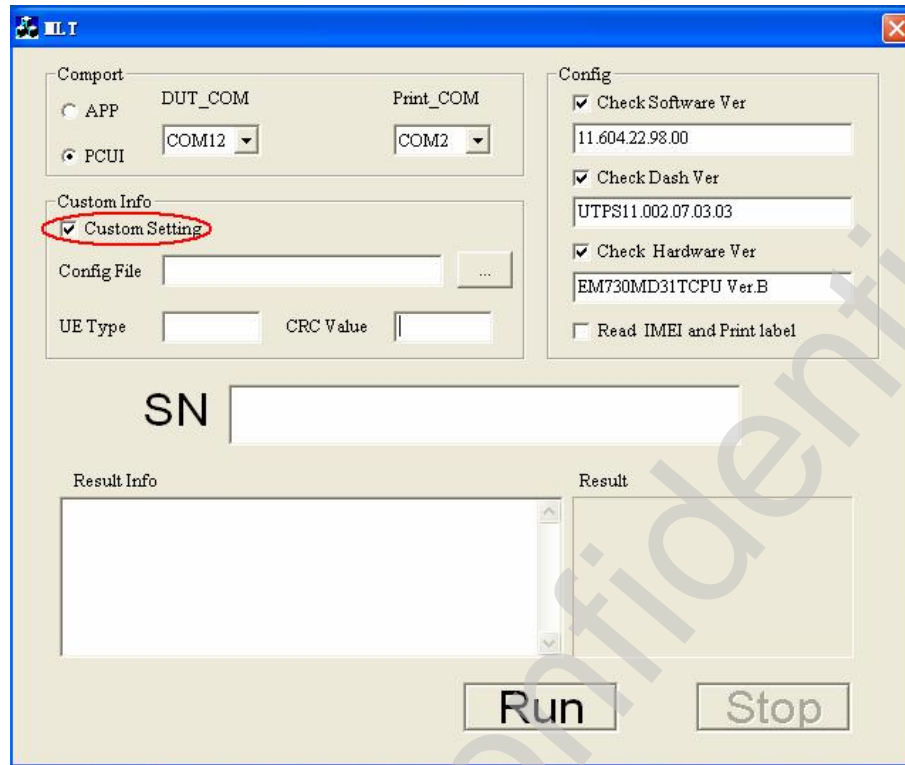 MLT
Comport
APP
DUT_COM
Print_COM
COM12
COM2
PCUI
Custom Info
Custom Setting
Config File
...
UE Type
CRC Value
Config
Check Software Ver
11.604.22.98.00
Check Dash Ver
UTPS11.002.07.03.03
Check Hardware Ver
EM730MD31TCPU Ver.B
Read IMEI and Print label
SN
Result Info
Result
Run
Stop